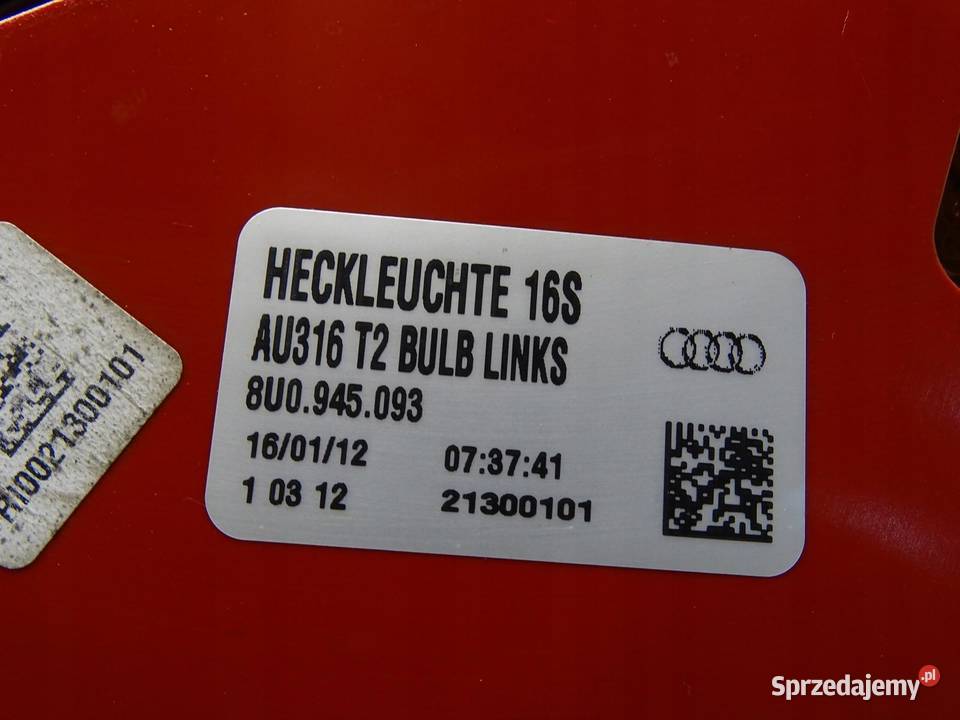 HECKLEUCHTE 16S
AU316 T2 BULB LINKS
8U0.945.093
16/01/12 07:37:41
1 03 12 21300101
0021300101
Sprzedajemy.pl